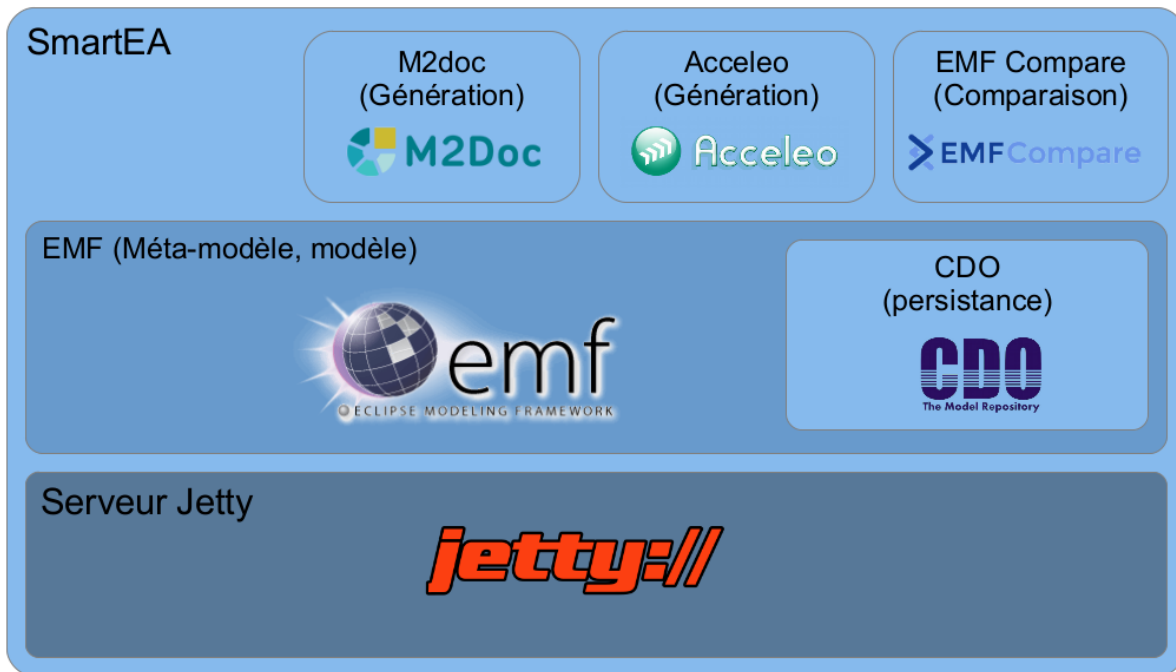 SmartEA
M2doc
(Génération)
M2Doc
Acceleo
(Génération)
Acceleo
EMF Compare
(Comparaison)
EMFCompare
EMF (Méta-modèle, modèle)
emf
ECLIPSE MODELING FRAMEWORK
CDO
(persistance)
CDO
The Model Repository
Serveur Jetty
jetty://